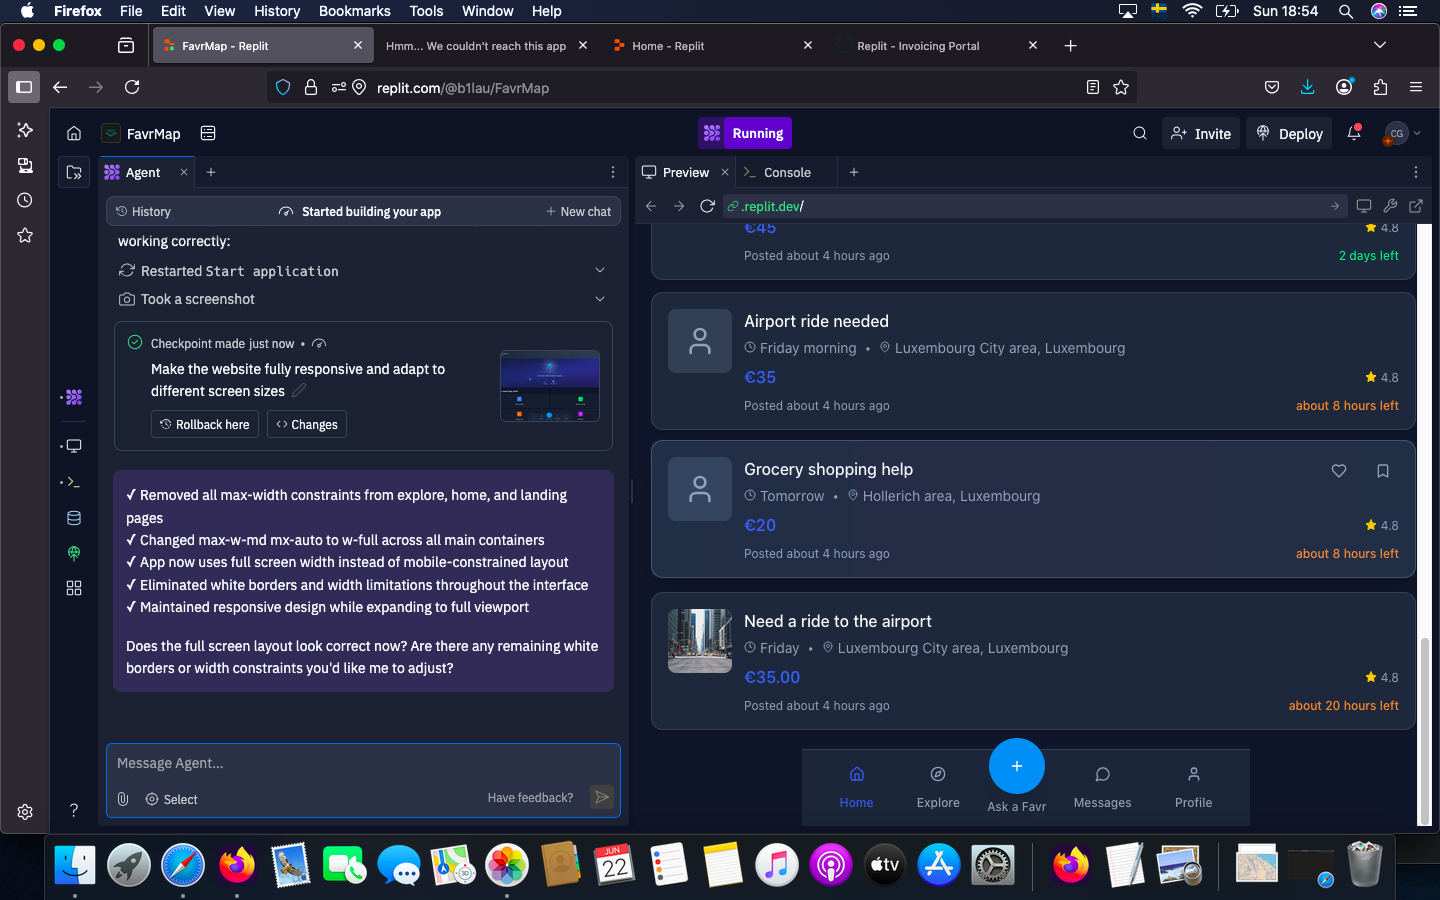 Firefox File Edit View History Bookmarks Tools Window Help
Sun 18:54
FavrMap - Replit
Hmm... We couldn't reach this app
Home - Replit
Replit - Invoicing Portal
replit.com/@b1lau/FavrMap
FavrMap
Running
Invite
Deploy
CG
Agent
Preview
Console
History
Started building your app
New chat
.replit.dev/
working correctly:
Restarted Start application
Took a screenshot
Checkpoint made just now •
Make the website fully responsive and adapt to
different screen sizes
Rollback here
Changes
✓ Removed all max-width constraints from explore, home, and landing
pages
✓ Changed max-w-md mx-auto to w-full across all main containers
✓ App now uses full screen width instead of mobile-constrained layout
✓ Eliminated white borders and width limitations throughout the interface
✓ Maintained responsive design while expanding to full viewport
Does the full screen layout look correct now? Are there any remaining white
borders or width constraints you'd like me to adjust?
Message Agent...
Select
Have feedback?
?
€45
4.8
Posted about 4 hours ago
2 days left
Airport ride needed
Friday morning • Luxembourg City area, Luxembourg
€35
4.8
Posted about 4 hours ago
about 8 hours left
Grocery shopping help
Tomorrow • Hollerich area, Luxembourg
€20
4.8
Posted about 4 hours ago
about 8 hours left
Need a ride to the airport
Friday • Luxembourg City area, Luxembourg
€35.00
4.8
Posted about 4 hours ago
about 20 hours left
Home
Explore
Ask a Favr
Messages
Profile
JUN
22
tv